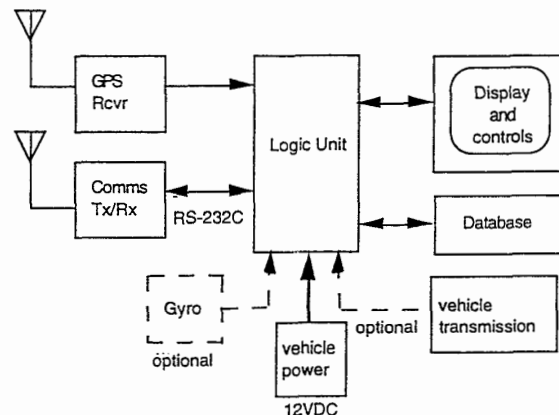 GPS
Rcvr
Comms
Tx/Rx
RS-232C
Logic Unit
Display
and
controls
Database
Gyro
optional
vehicle
power
12VDC
optional
vehicle
transmission